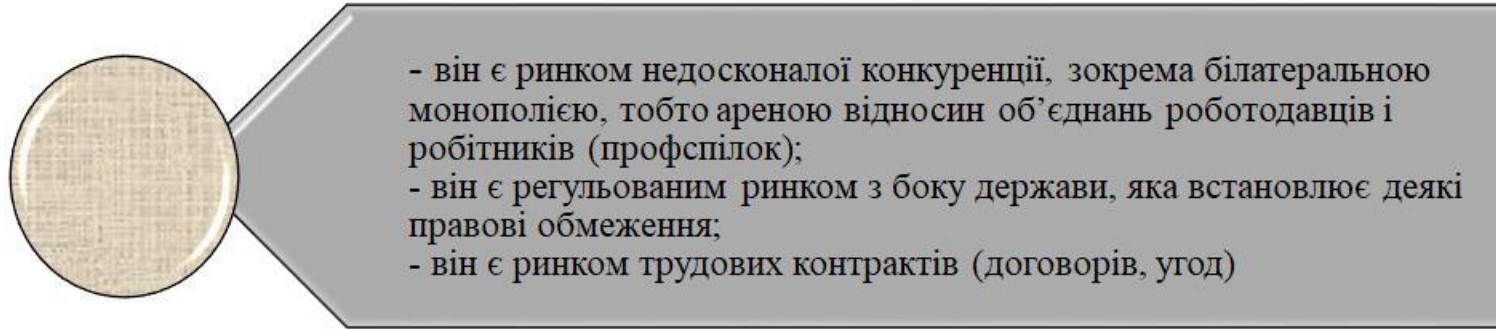 - він є ринком недосконалої конкуренції, зокрема білатеральною
монополією, тобто ареною відносин об’єднань роботодавців і
робітників (профспілок);
- він є регульованим ринком з боку держави, яка встановлює деякі
правові обмеження;
- він є ринком трудових контрактів (договорів, угод)